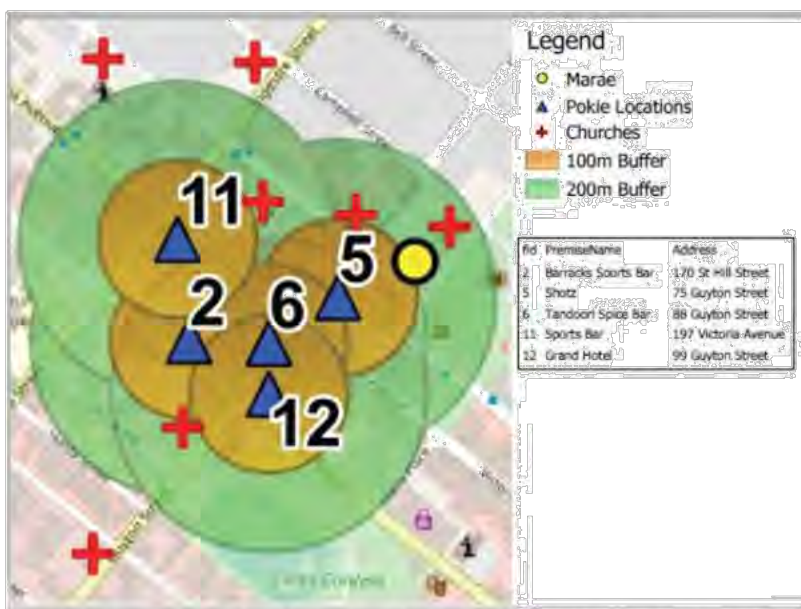 Legend
Marae
Pokie Locations
Churches
100m Buffer
200m Buffer
fid PremiseName Address
2 Barracks Sports Bar 170 St Hill Street
5 Shotz 75 Guyton Street
6 Tandoori Spice Bar 88 Guyton Street
11 Sports Bar 197 Victoria Avenue
12 Grand Hotel 99 Guyton Street
11
5
2
6
12
Bell Street